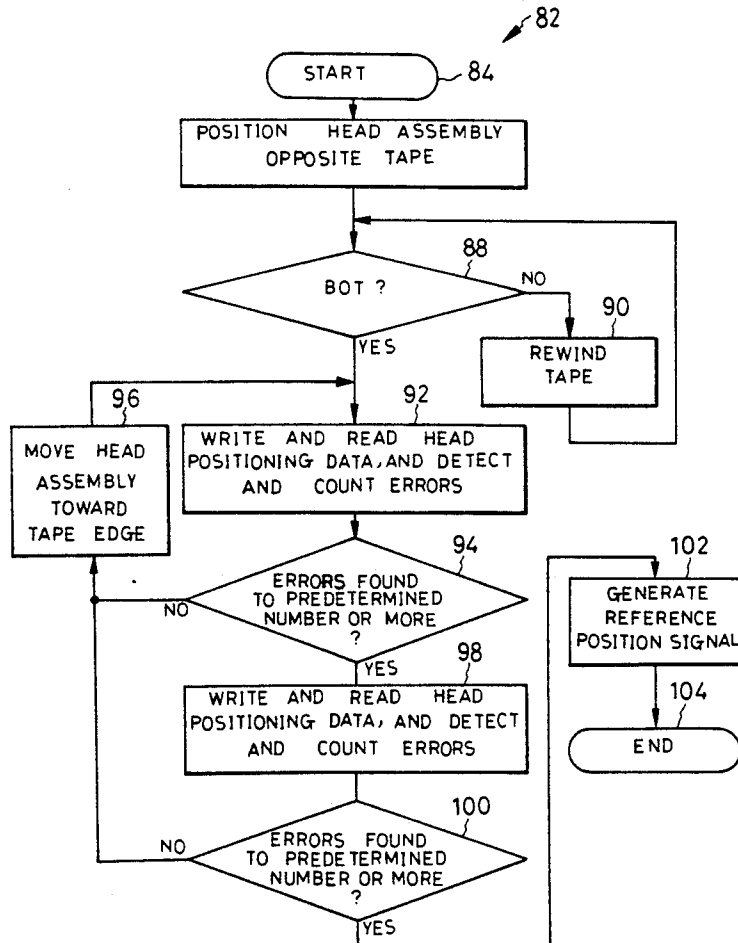 82
START
84
POSITION HEAD ASSEMBLY
OPPOSITE TAPE
88
BOT ?
NO
YES
90
REWIND
TAPE
96
MOVE HEAD
ASSEMBLY
TOWARD
TAPE EDGE
92
WRITE AND READ HEAD
POSITIONING DATA, AND DETECT
AND COUNT ERRORS
94
ERRORS FOUND
TO PREDETERMINED
NUMBER OR MORE
?
NO
YES
98
WRITE AND READ HEAD
POSITIONING DATA, AND DETECT
AND COUNT ERRORS
100
ERRORS FOUND
TO PREDETERMINED
NUMBER OR MORE
?
NO
YES
102
GENERATE
REFERENCE
POSITION SIGNAL
104
END